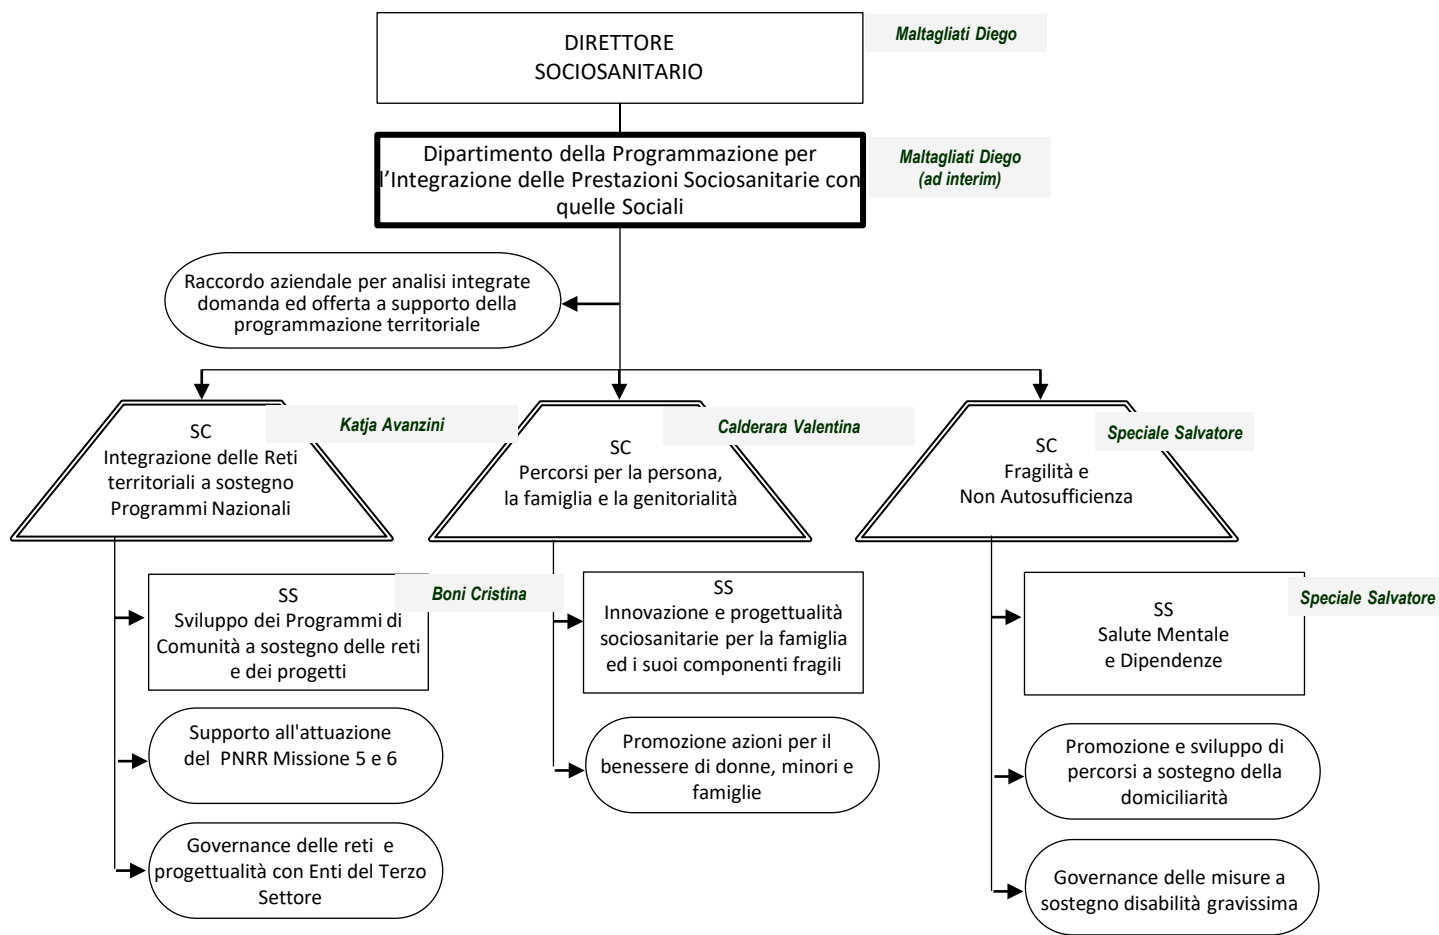 DIRETTORE
SOCIOSANITARIO
Maltagliati Diego
Dipartimento della Programmazione per
l'Integrazione delle Prestazioni Sociosanitarie con
quelle Sociali
Maltagliati Diego
(ad interim)
Raccordo aziendale per analisi integrate
domanda ed offerta a supporto della
programmazione territoriale
SC
Integrazione delle Reti
territoriali a sostegno
Programmi Nazionali
Katja Avanzini
SC
Percorsi per la persona,
la famiglia e la genitorialità
Calderara Valentina
SC
Fragilità e
Non Autosufficienza
Speciale Salvatore
SS
Sviluppo dei Programmi di
Comunità a sostegno delle reti
e dei progetti
Boni Cristina
SS
Innovazione e progettualità
sociosanitarie per la famiglia
ed i suoi componenti fragili
SS
Salute Mentale
e Dipendenze
Speciale Salvatore
Supporto all'attuazione
del PNRR Missione 5 e 6
Promozione azioni per il
benessere di donne, minori e
famiglie
Promozione e sviluppo di
percorsi a sostegno della
domiciliarità
Governance delle reti e
progettualità con Enti del Terzo
Settore
Governance delle misure a
sostegno disabilità gravissima